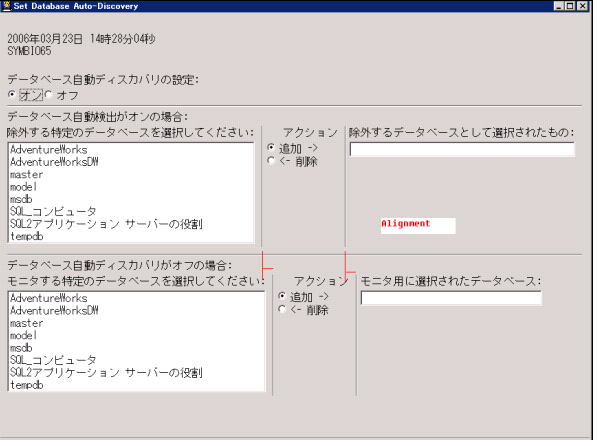 Set Database Auto-Discovery
2006年03月23日 14時28分04秒
SYMBIO65
データベース自動ディスカバリの設定:
オン オフ
データベース自動検出がオンの場合:
除外する特定のデータベースを選択してください: アクション 除外するデータベースとして選択されたもの:
AdventureWorks 追加 ->
AdventureWorksDW <- 削除
master
model
msdb
SQL_コンピュータ
SQL2アプリケーション サーバーの役割
tempdb
Alignment
データベース自動ディスカバリがオフの場合:
モニタする特定のデータベースを選択してください: アクション モニタ用に選択されたデータベース:
AdventureWorks 追加 ->
AdventureWorksDW <- 削除
master
model
msdb
SQL_コンピュータ
SQL2アプリケーション サーバーの役割
tempdb